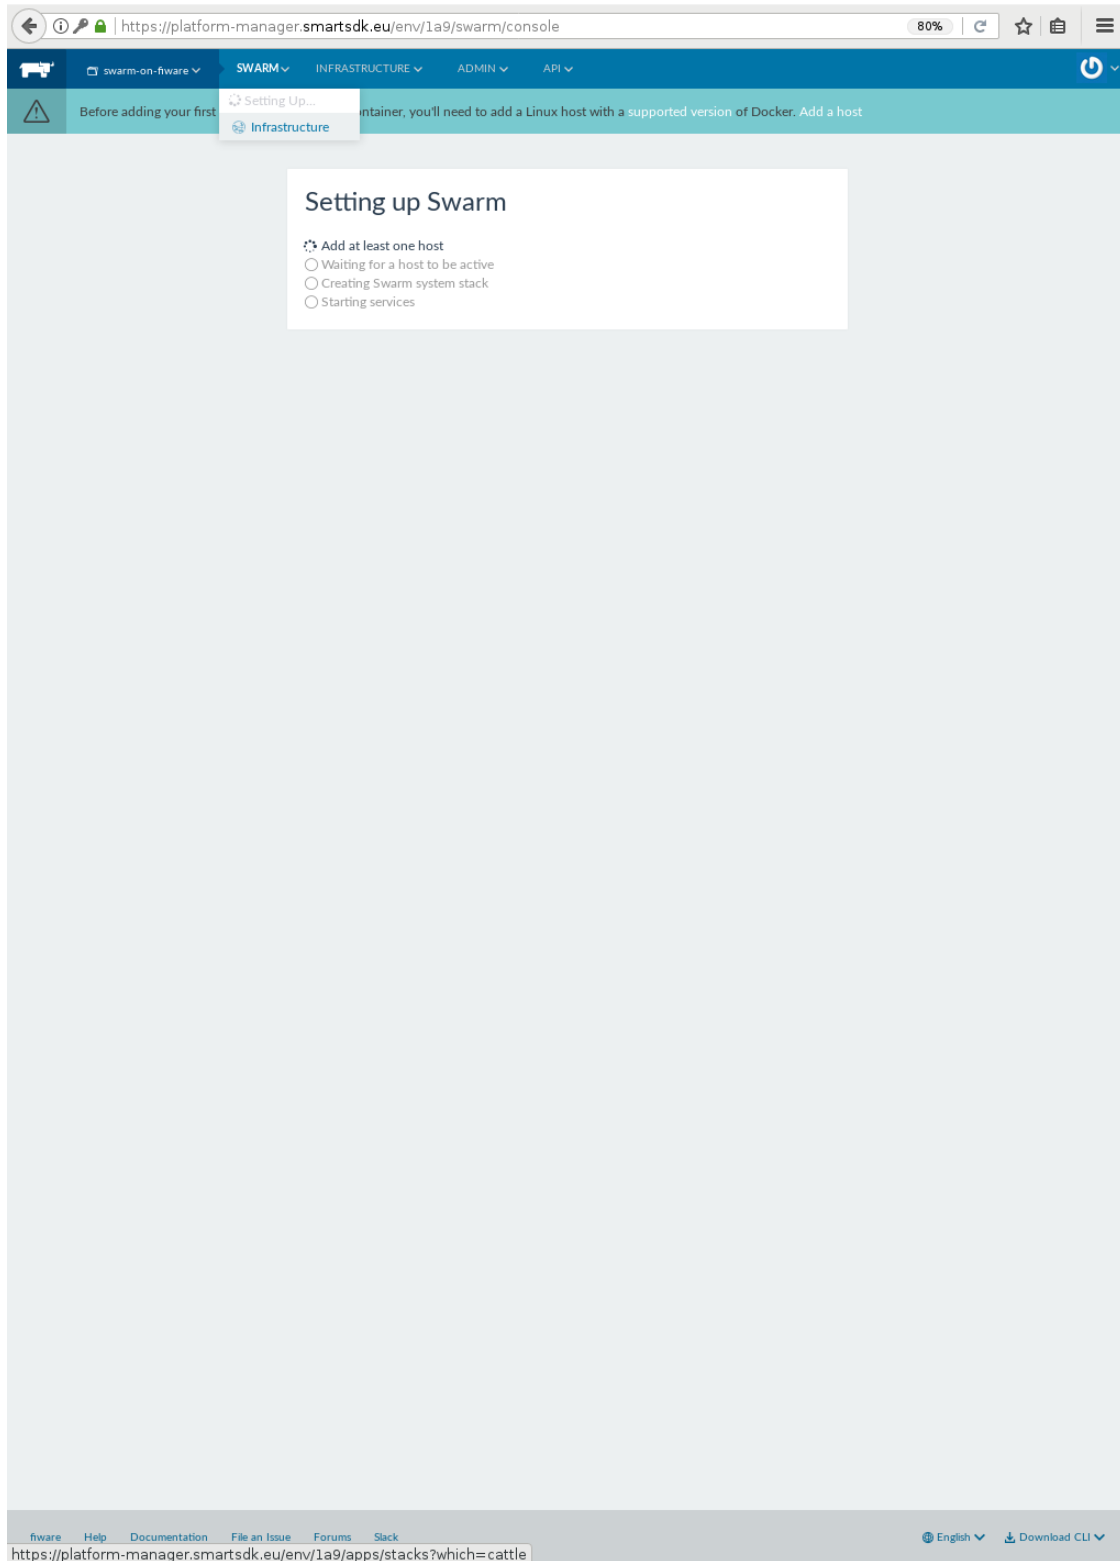 https://platform-manager.smartsdk.eu/env/1a9/swarm/console 80%
swarm-on-fiware SWARM INFRASTRUCTURE ADMIN API
Setting Up...
Before adding your first ntainer, you'll need to add a Linux host with a supported version of Docker. Add a host
Infrastructure
Setting up Swarm
Add at least one host
Waiting for a host to be active
Creating Swarm system stack
Starting services
fiware Help Documentation File an Issue Forums Slack English Download CLI
https://platform-manager.smartsdk.eu/env/1a9/apps/stacks?which=cattle